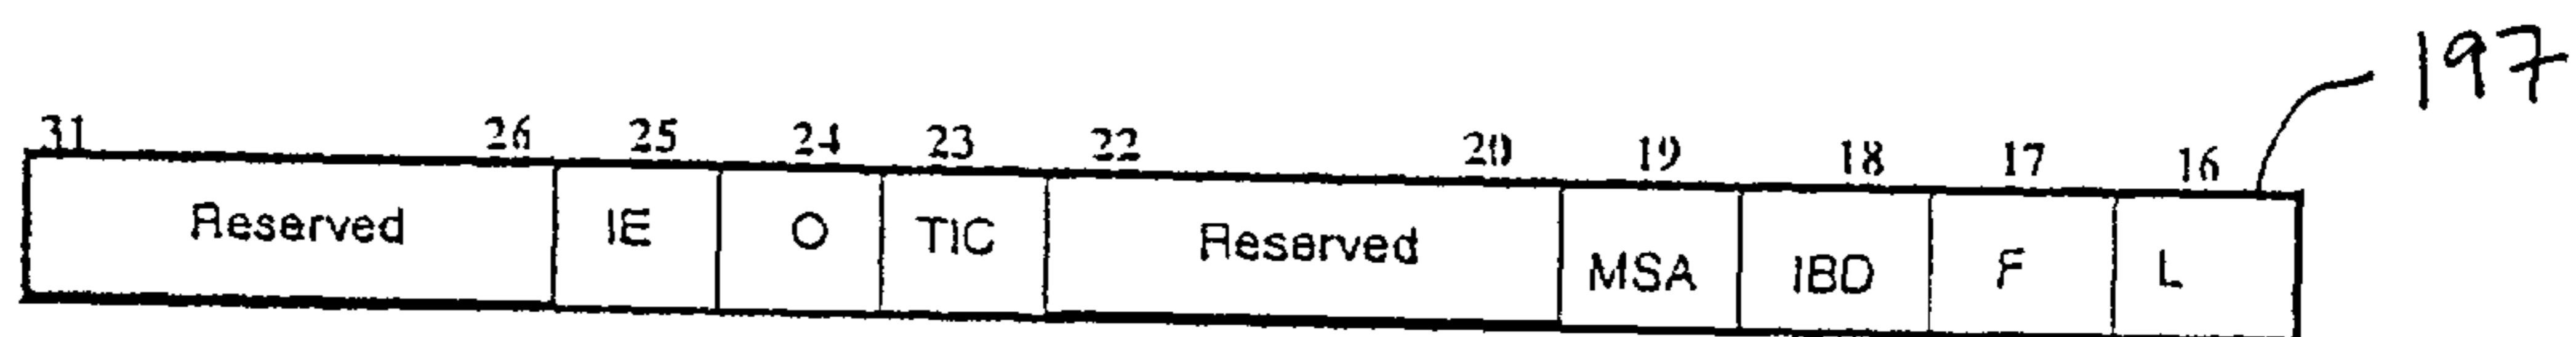 197
31 26 25 24 23 22 20 19 18 17 16
Reserved IE O TIC Reserved MSA IBD F L